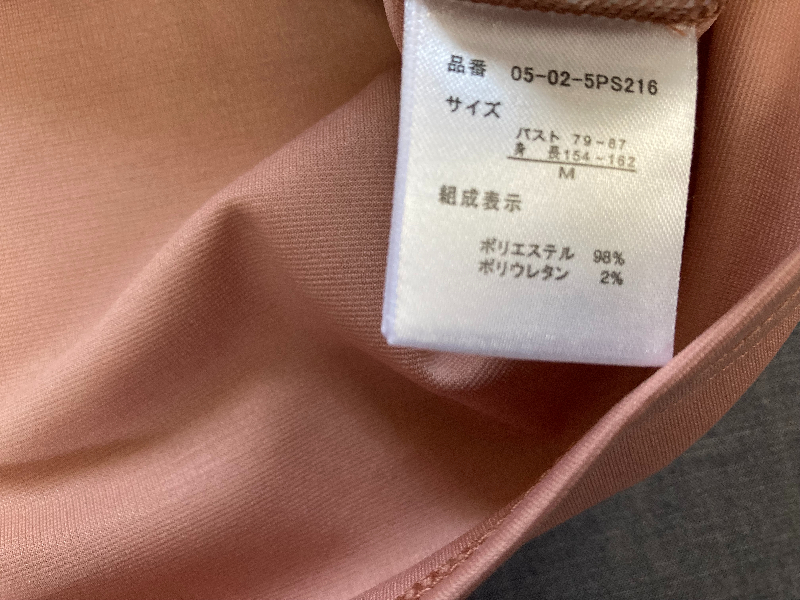 品番 05-02-5PS216
サイズ
バスト 79-87
身 長154-162
M
組成表示
ポリエステル 98%
ポリウレタン 2%